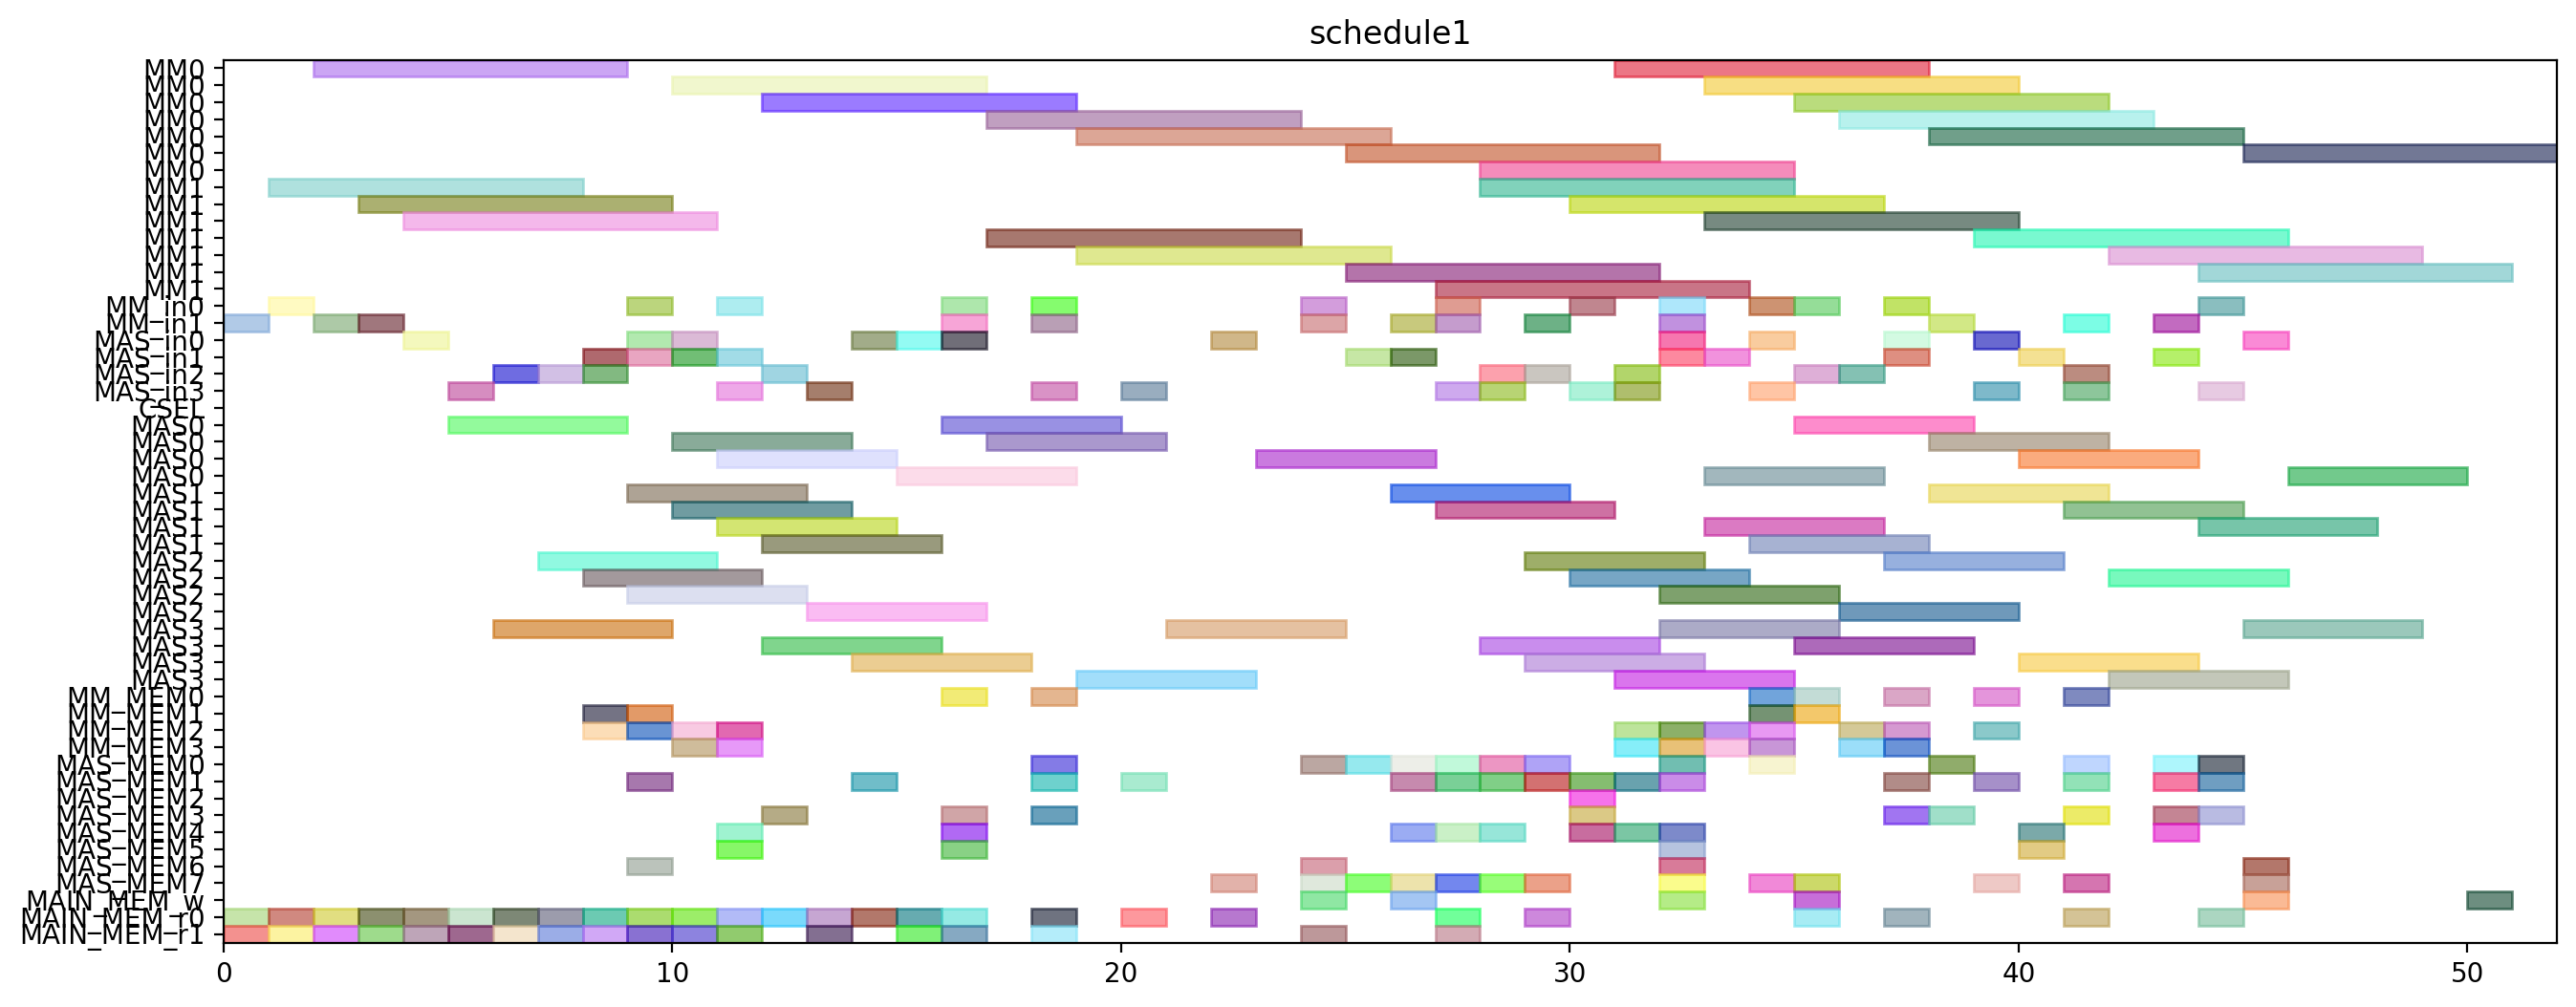 schedule1
MM0
MM0
MM0
MM0
MM0
MM0
MM0
MM1
MM1
MM1
MM1
MM1
MM1
MM1
MM_in0
MM_in1
MAS_in0
MAS_in1
MAS_in2
MAS_in3
CSEL
MAS0
MAS0
MAS0
MAS0
MAS1
MAS1
MAS1
MAS1
MAS2
MAS2
MAS2
MAS2
MAS3
MAS3
MAS3
MAS3
MM_MEM0
MM_MEM1
MM_MEM2
MM_MEM3
MAS_MEM0
MAS_MEM1
MAS_MEM2
MAS_MEM3
MAS_MEM4
MAS_MEM5
MAS_MEM6
MAS_MEM7
MAIN_MEM_w
MAIN_MEM_r0
MAIN_MEM_r1
0 10 20 30 40 50